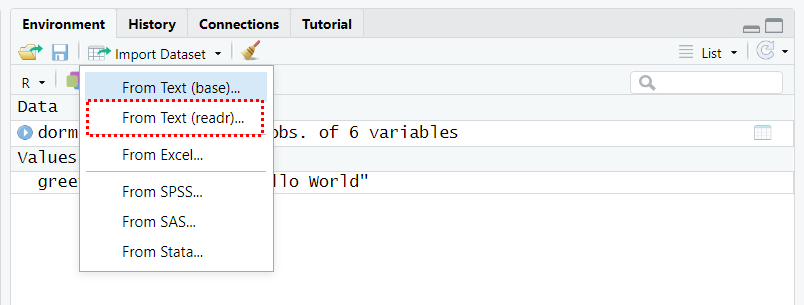 Environment History Connections Tutorial
Import Dataset List
R
From Text (base)...
Data
From Text (readr)...
dorm obs. of 6 variables
From Excel...
Values
gree llo World"
From SPSS...
From SAS...
From Stata...